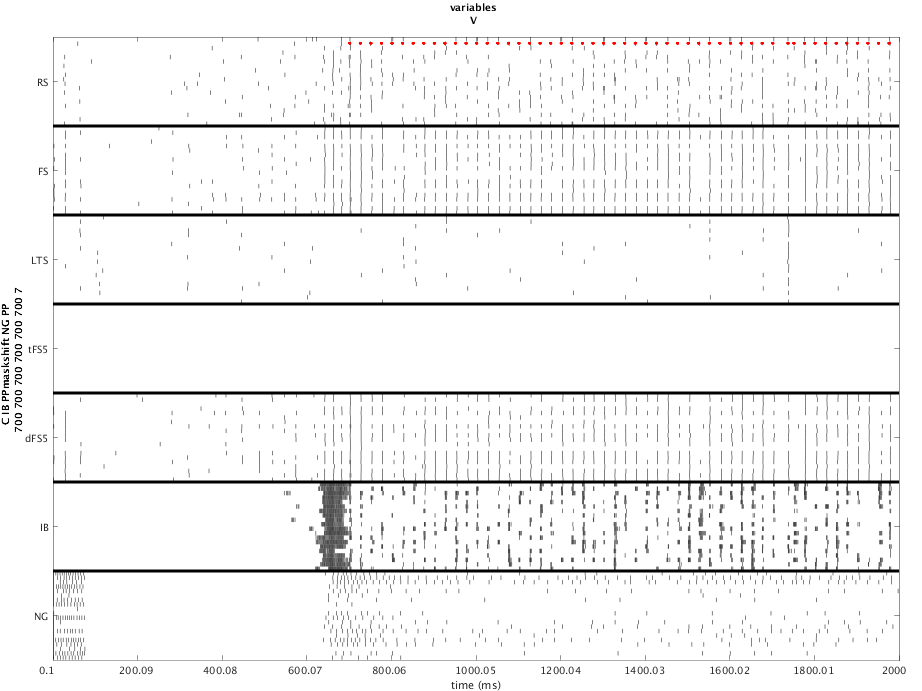 variables
V
RS
FS
LTS
tFS5
dFS5
IB
NG
C IB PPmaskshift NG PP
700 700 700 700 700 700 7
0.1 200.09 400.08 600.07 800.06 1000.05 1200.04 1400.03 1600.02 1800.01 2000
time (ms)